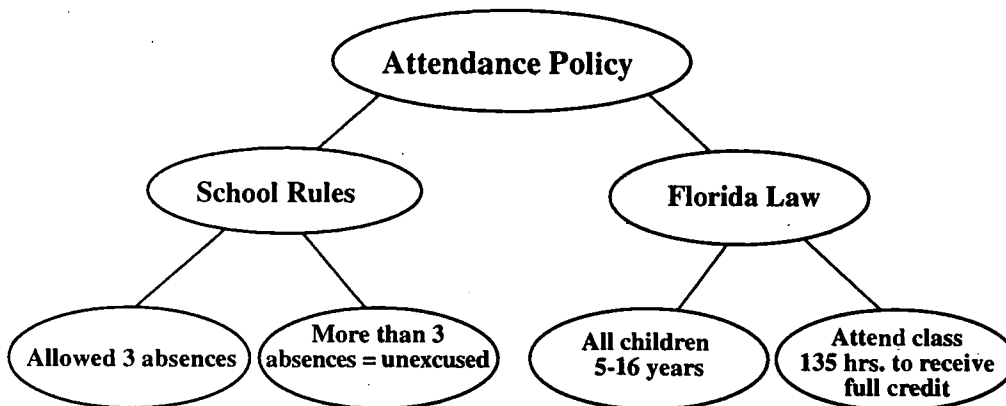 Attendance Policy
School Rules
Florida Law
Allowed 3 absences
More than 3
absences = unexcused
All children
5-16 years
Attend class
135 hrs. to receive
full credit